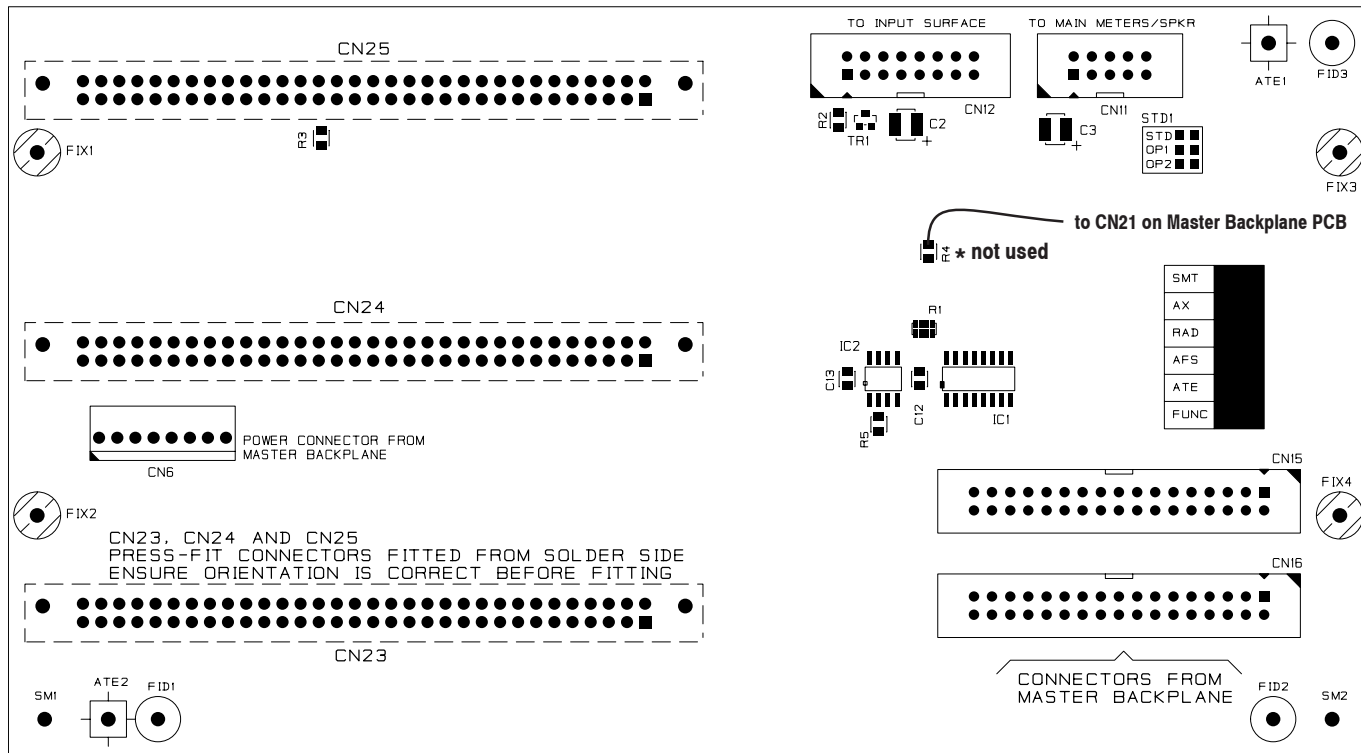 TO INPUT SURFACE
TO MAIN METERS/SPKR
CN25
ATE1
FID3
CN12
CN11
R3
R2
TR1
C2
+
C3
+
STD1
STD
OP1
OP2
FIX1
FIX3
to CN21 on Master Backplane PCB
R4
* not used
SMT
AX
RAD
AFS
ATE
FUNC
CN24
R1
IC2
C13
C12
IC1
R5
POWER CONNECTOR FROM
MASTER BACKPLANE
CN6
CN15
FIX4
FIX2
CN23, CN24 AND CN25
PRESS-FIT CONNECTORS FITTED FROM SOLDER SIDE
ENSURE ORIENTATION IS CORRECT BEFORE FITTING
CN16
CN23
CONNECTORS FROM
MASTER BACKPLANE
SM1
ATE2
FID1
FID2
SM2